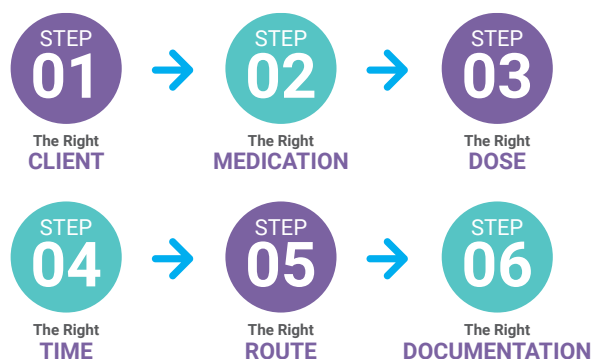 STEP
01
The Right
CLIENT
STEP
02
The Right
MEDICATION
STEP
03
The Right
DOSE
STEP
04
The Right
TIME
STEP
05
The Right
ROUTE
STEP
06
The Right
DOCUMENTATION